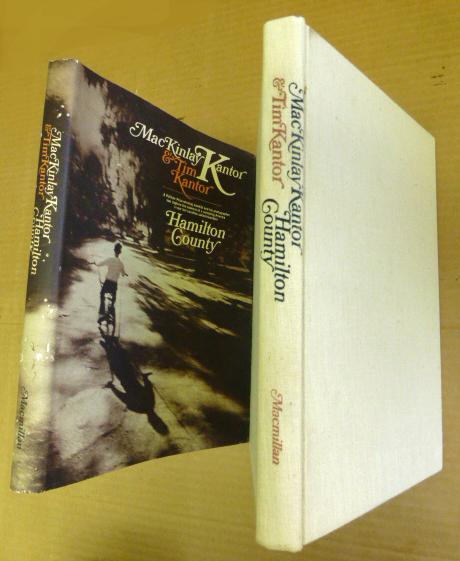 MacKinlay Kantor
& Tim Kantor
Hamilton
Macmillan
MacKinlay Kantor
& Tim
Kantor
Hamilton
County
MacKinlay Kantor
& Tim Kantor
Hamilton
County
Macmillan